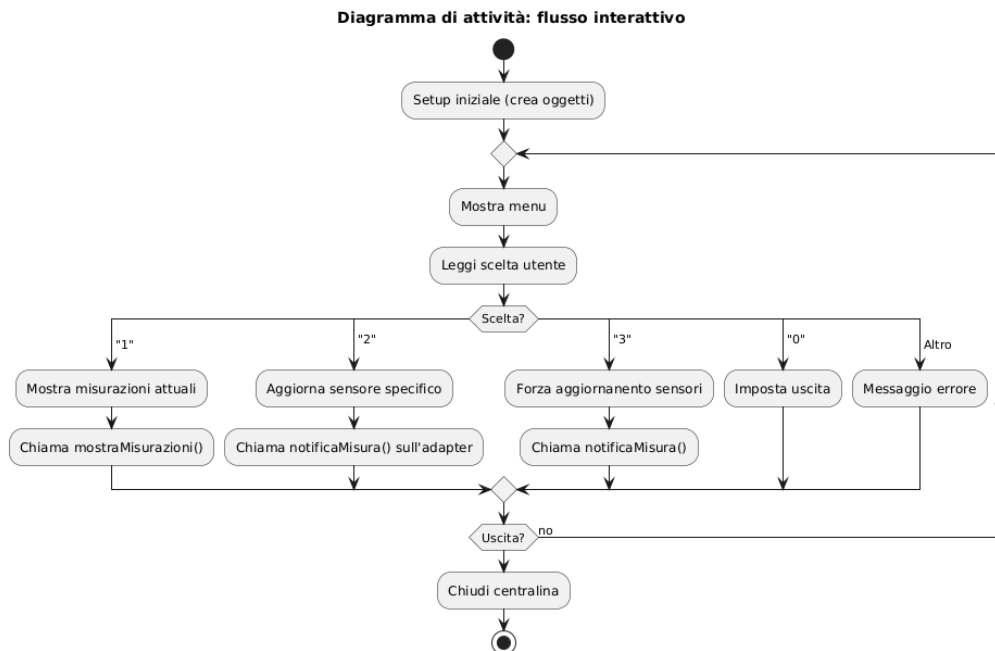 Diagramma di attività: flusso interattivo
Setup iniziale (crea oggetti)
Mostra menu
Leggi scelta utente
Scelta?
"1"
"2"
"3"
"0"
Altro
Mostra misurazioni attuali
Aggiorna sensore specifico
Forza aggiornanento sensori
Imposta uscita
Messaggio errore
Chiama mostraMisurazioni()
Chiama notificaMisura() sull'adapter
Chiama notificaMisura()
Uscita?
no
Chiudi centralina